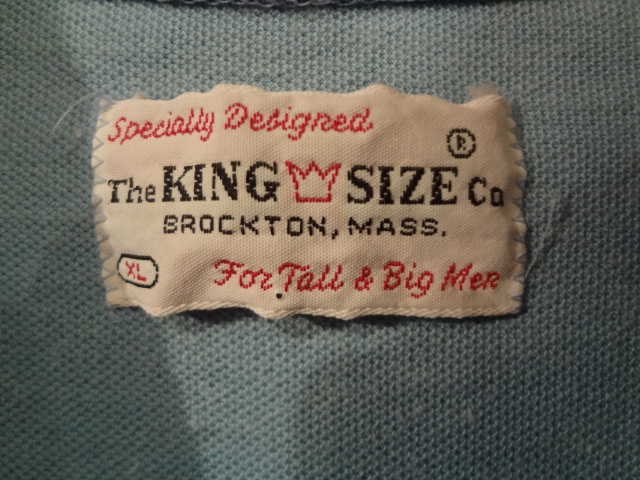 Specially Designed
®
The KING SIZE Co
BROCKTON, MASS.
XL
For Tall & Big Men